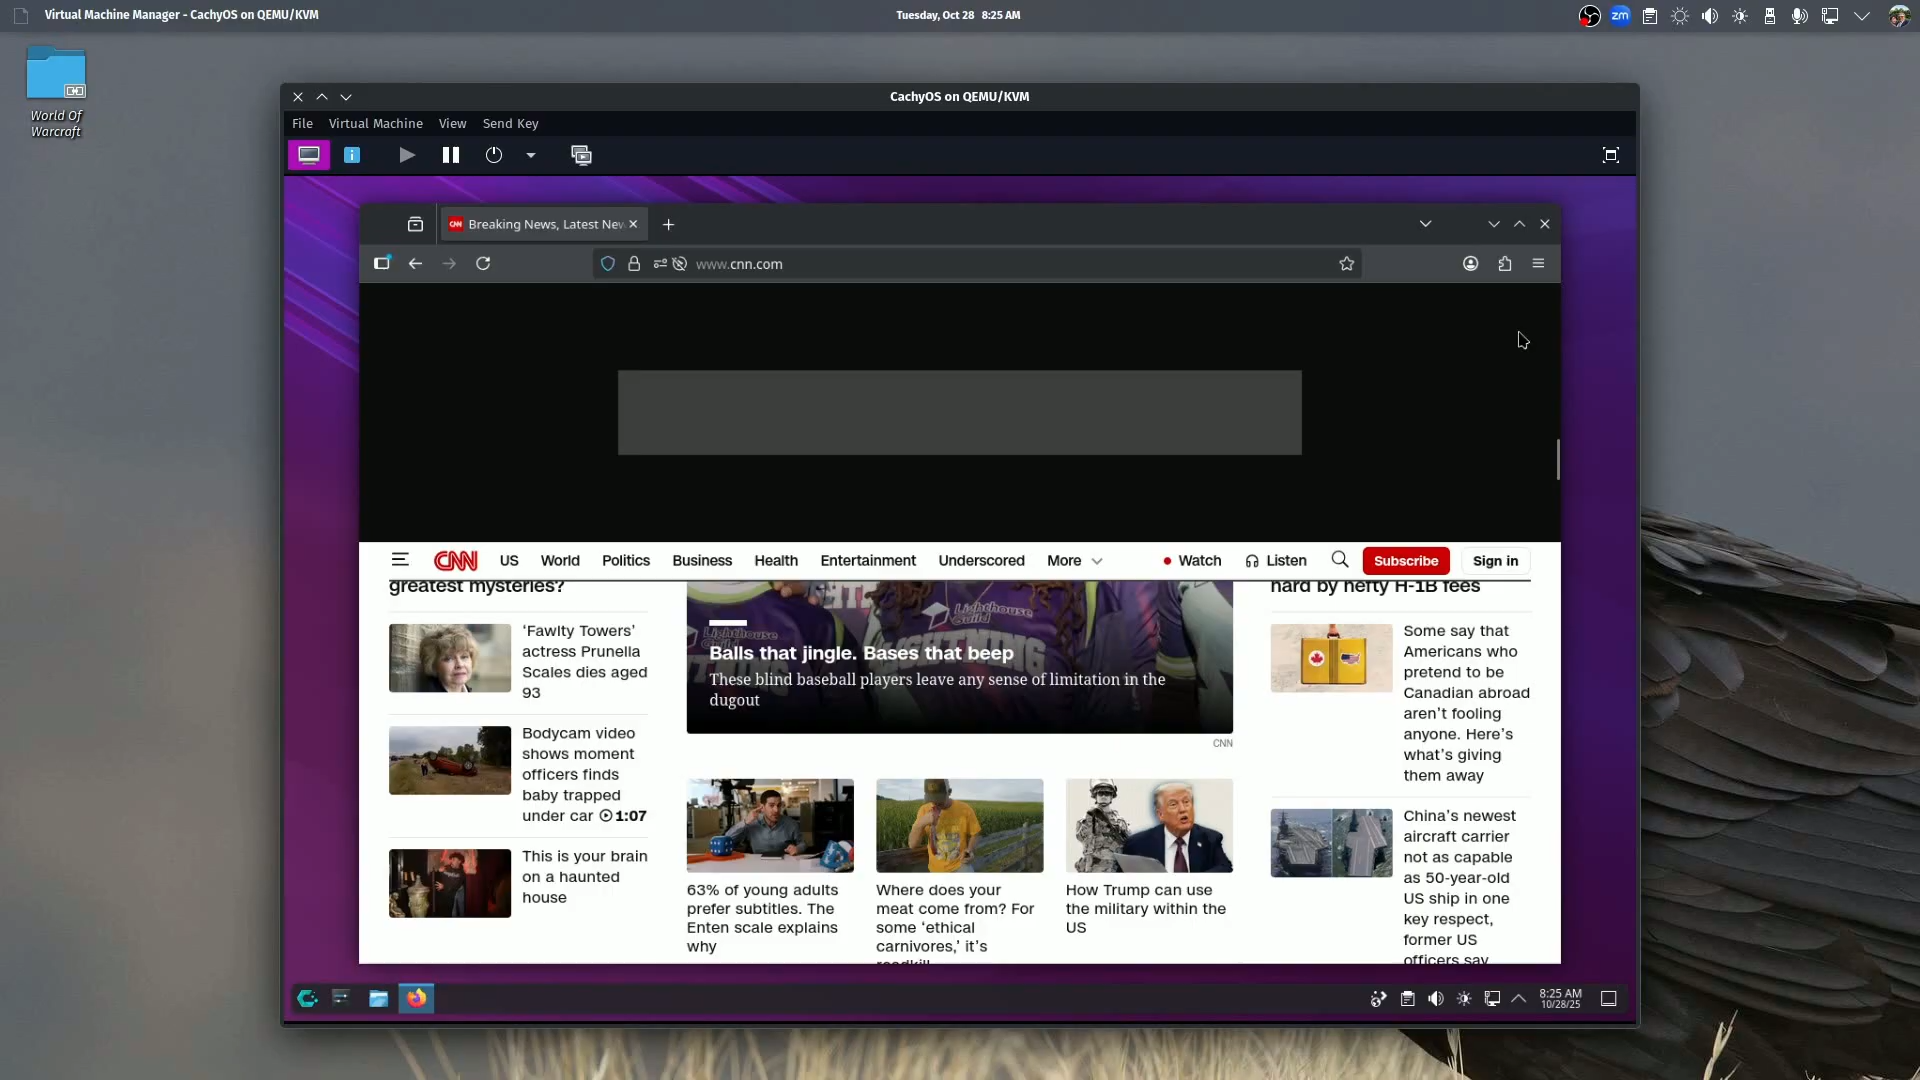 Virtual Machine Manager - CachyOS on QEMU/KVM
Tuesday, Oct 28 8:25 AM
zm
World Of
Warcraft
CachyOS on QEMU/KVM
File Virtual Machine View Send Key
CNN Breaking News, Latest New
www.cnn.com
CNN US World Politics Business Health Entertainment Underscored More Watch Listen Subscribe Sign in
greatest mysteries?
‘Fawlty Towers’
actress Prunella
Scales dies aged
93
Bodycam video
shows moment
officers finds
baby trapped
under car 1:07
This is your brain
on a haunted
house
Lighthouse
Guild
Lighthouse
Guild
LIGHTNING
Balls that jingle. Bases that beep
These blind baseball players leave any sense of limitation in the
dugout
CNN
63% of young adults
prefer subtitles. The
Enten scale explains
why
Where does your
meat come from? For
some ‘ethical
carnivores,’ it’s
roadkill
How Trump can use
the military within the
US
hard by hefty H-1B fees
Some say that
Americans who
pretend to be
Canadian abroad
aren’t fooling
anyone. Here’s
what’s giving
them away
China’s newest
aircraft carrier
not as capable
as 50-year-old
US ship in one
key respect,
former US
officers say
8:25 AM
10/28/25